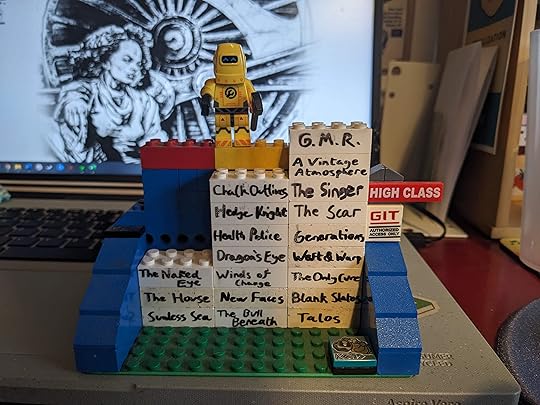 G.M.R.
A Vintage
Atmosphere
Chalk Outlines
The Singer
Hedge Knight
The Scar
Health Police
Generations
Dragon's Eye
Weft & Warp
The Naked
Eye
Winds of
Change
The Only Cure
The House
New Faces
Blank Slates
Sunless Sea
The Bull
Beneath
Talos
HIGH CLASS
GIT
AUTHORIZED
ACCESS ONLY